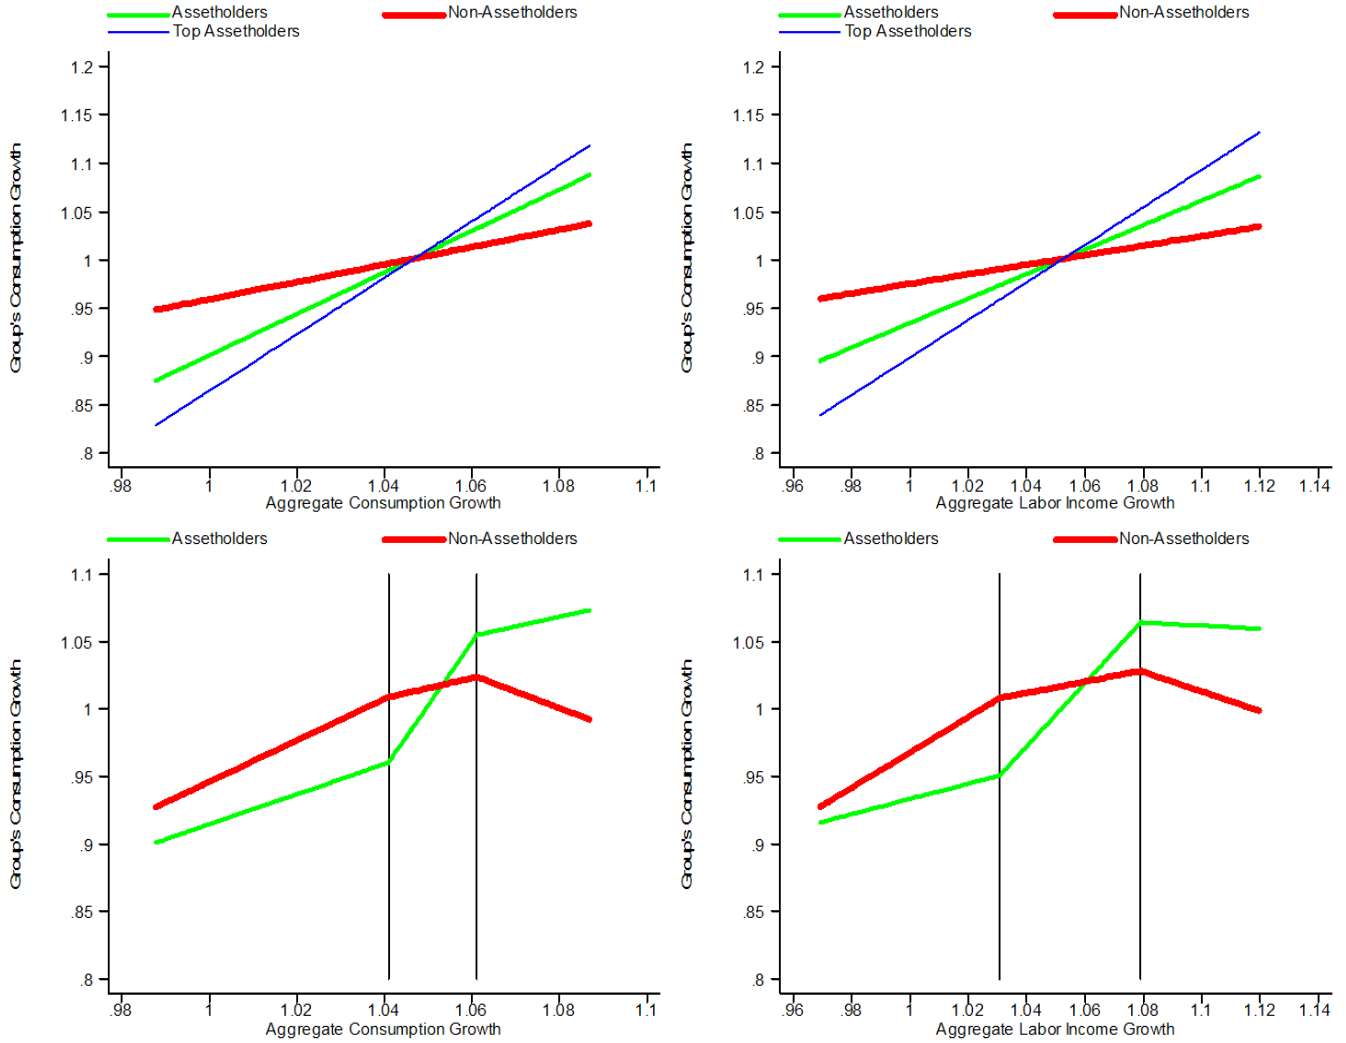 Assetholders Non-Assetholders
Top Assetholders
1.2
1.15
1.1
1.05
1
.95
.9
.85
.8
Group's Consumption Growth
.98 1 1.02 1.04 1.06 1.08 1.1
Aggregate Consumption Growth
Assetholders Non-Assetholders
Top Assetholders
1.2
1.15
1.1
1.05
1
.95
.9
.85
.8
Group's Consumption Growth
.96 .98 1 1.02 1.04 1.06 1.08 1.1 1.12 1.14
Aggregate Labor Income Growth
Assetholders Non-Assetholders
1.1
1.05
1
.95
.9
.85
.8
Group's Consumption Growth
.98 1 1.02 1.04 1.06 1.08 1.1
Aggregate Consumption Growth
Assetholders Non-Assetholders
1.1
1.05
1
.95
.9
.85
.8
Group's Consumption Growth
.96 .98 1 1.02 1.04 1.06 1.08 1.1 1.12 1.14
Aggregate Labor Income Growth